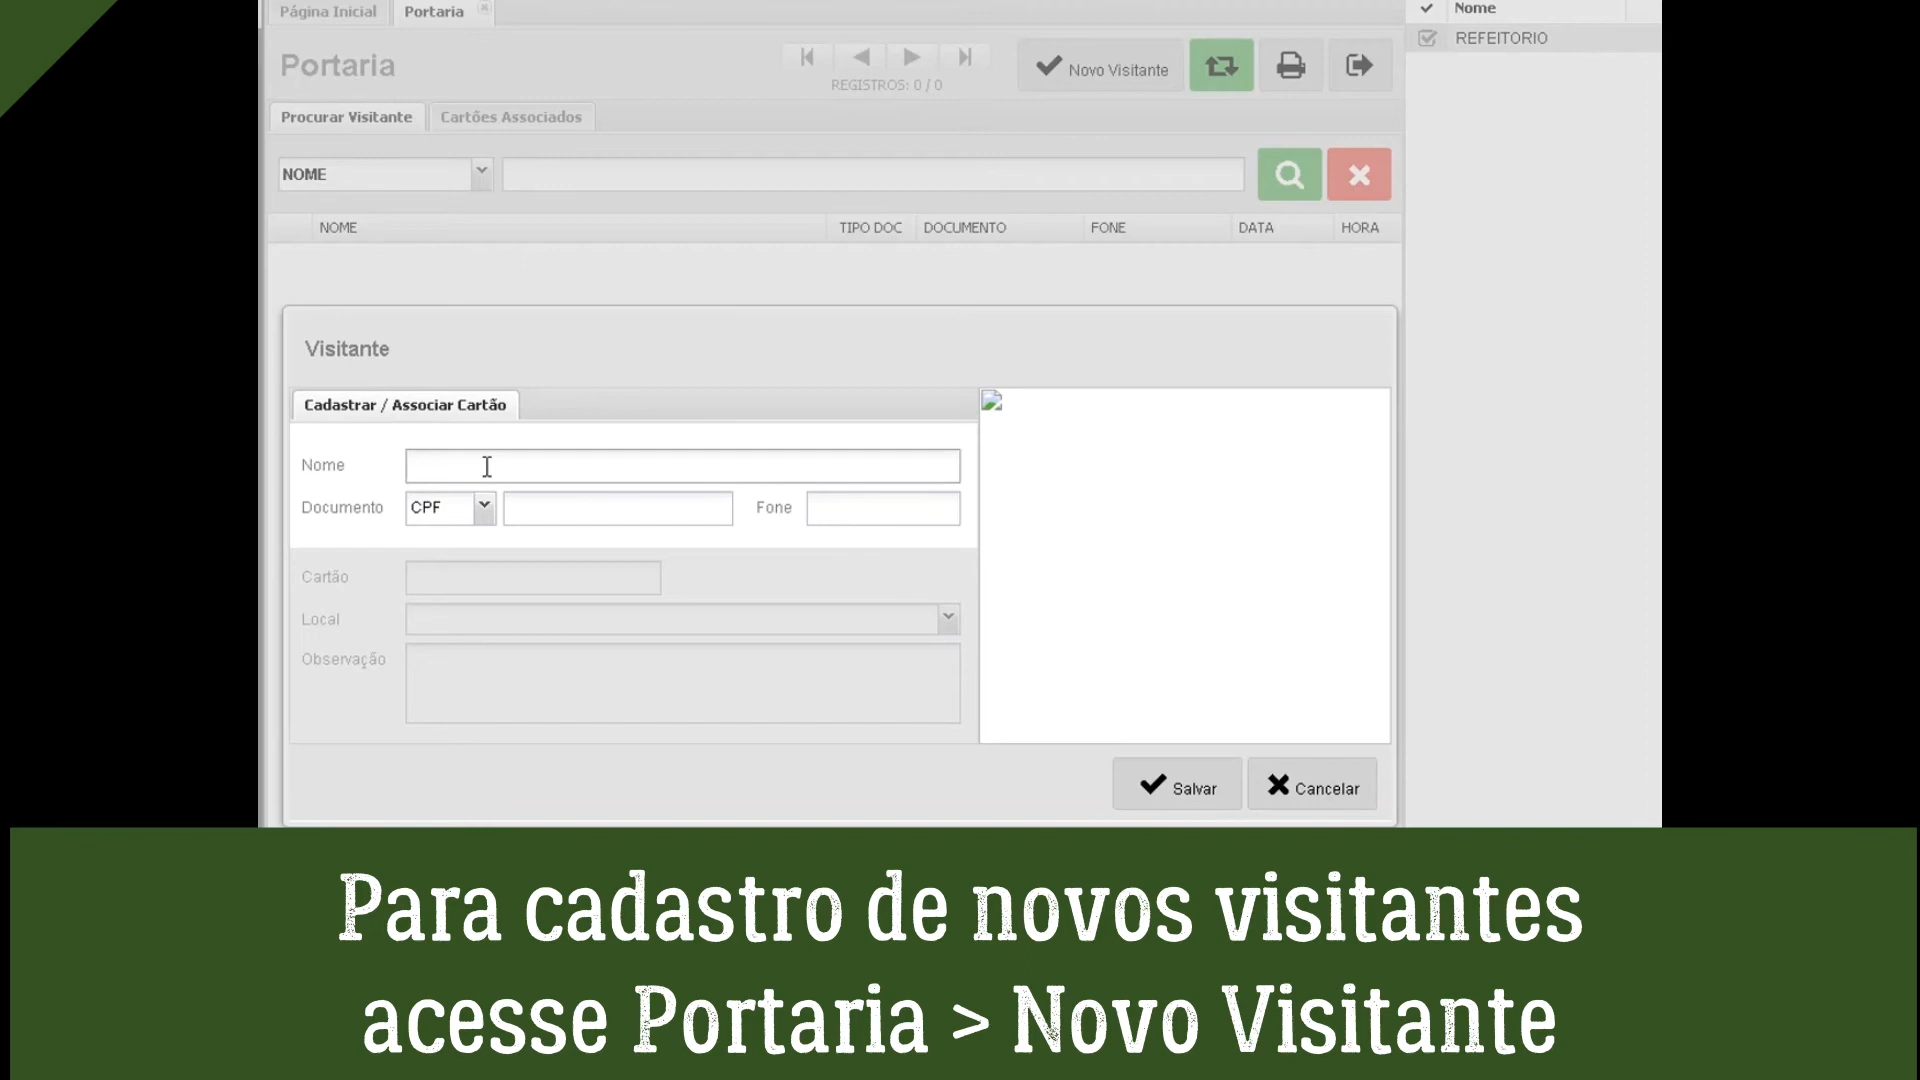 Página Inicial
Portaria
Nome
REFEITORIO
Portaria
REGISTROS: 0 / 0
Novo Visitante
Procurar Visitante
Cartões Associados
NOME
NOME
TIPO DOC
DOCUMENTO
FONE
DATA
HORA
Visitante
Cadastrar / Associar Cartão
Nome
Documento
CPF
Fone
Cartão
Local
Observação
Salvar
Cancelar
Para cadastro de novos visitantes
acesse Portaria > Novo Visitante